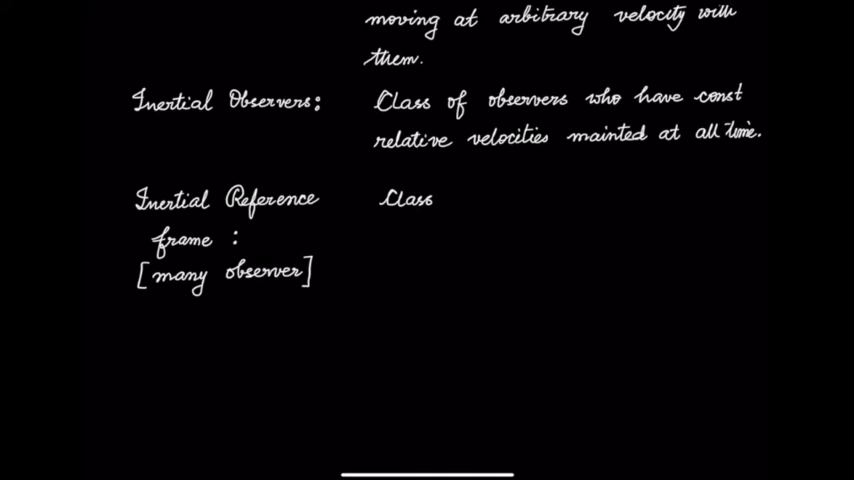 moving at arbitrary velocity with
them.
Inertial Observers: Class of observers who have const
relative velocities mainted at all time.
Inertial Reference Class
frame :
[many observer]